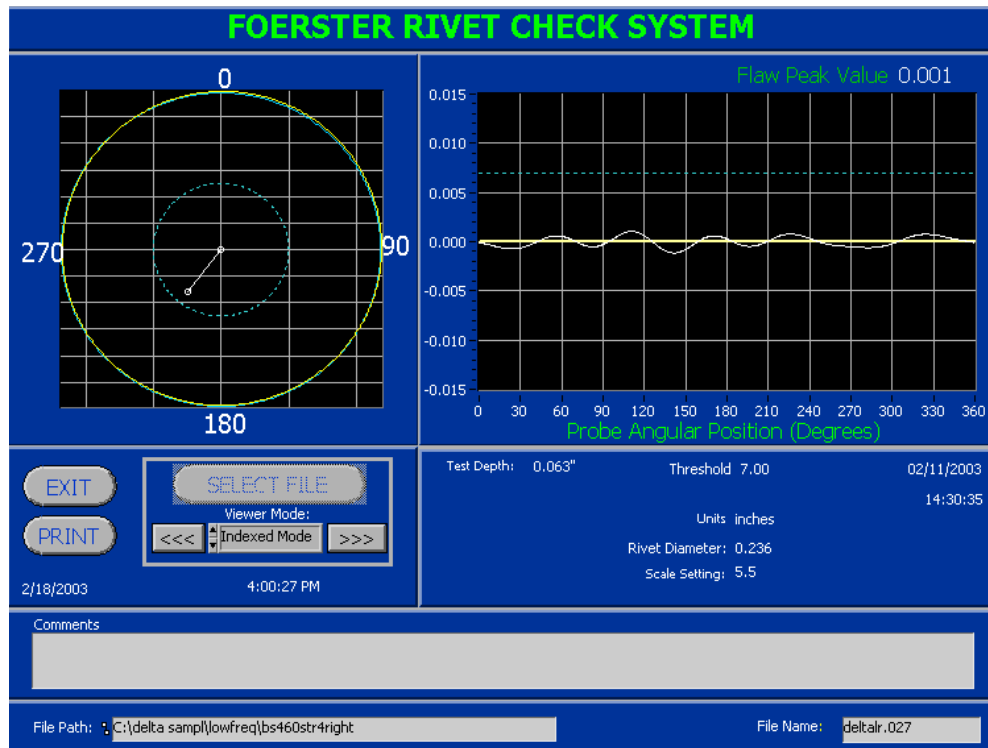 FOERSTER RIVET CHECK SYSTEM
0
270
90
180
Flaw Peak Value 0.001
0.015
0.010
0.005
0.000
-0.005
-0.010
-0.015
0 30 60 90 120 150 180 210 240 270 300 330 360
Probe Angular Position (Degrees)
EXIT
PRINT
SELECT FILE
Viewer Mode:
<<< Indexed Mode >>>
2/18/2003 4:00:27 PM
Test Depth: 0.063" Threshold 7.00 02/11/2003
14:30:35
Units inches
Rivet Diameter: 0.236
Scale Setting: 5.5
Comments
File Path: C:\delta sampl\lowfreq\bs460str4right File Name: deltalr.027